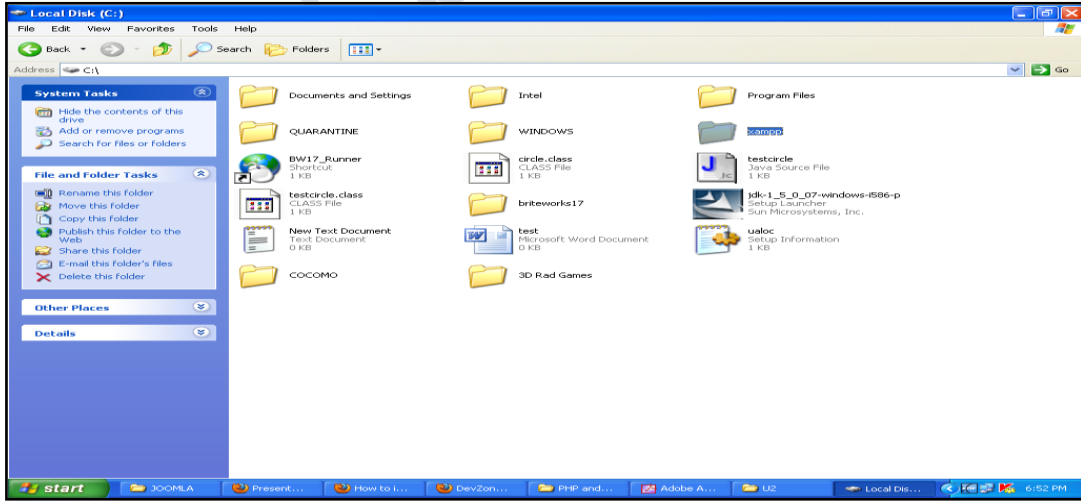 Local Disk (C:)
File Edit View Favorites Tools Help
Back Search Folders
Address C:\ Go
System Tasks
Hide the contents of this
drive
Add or remove programs
Search for files or folders
File and Folder Tasks
Rename this folder
Move this folder
Copy this folder
Publish this folder to the
Web
Share this folder
E-mail this folder's files
Delete this folder
Other Places
Details
Documents and Settings
Intel
Program Files
QUARANTINE
WINDOWS
xampp
BW17_Runner
Shortcut
1 KB
circle.class
CLASS File
1 KB
testcircle
Java Source File
1 KB
testcircle.class
CLASS File
1 KB
briteworks17
jdk-1_5_0_07-windows-i586-p
Setup Launcher
Sun Microsystems, Inc.
New Text Document
Text Document
0 KB
test
Microsoft Word Document
0 KB
ualoc
Setup Information
1 KB
COCOMO
3D Rad Games
start JOOMLA Present... How to i... DevZon... PHP and... Adobe A... U2 Local Dis... 6:52 PM